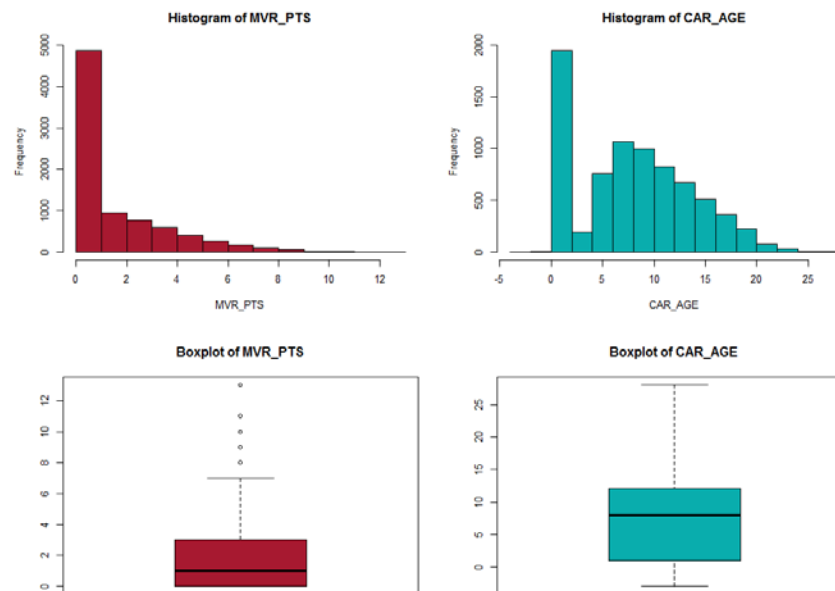 Histogram of MVR_PTS
Frequency
0 1000 2000 3000 4000 5000
0 2 4 6 8 10 12
MVR_PTS
Histogram of CAR_AGE
Frequency
0 500 1000 1500 2000
-5 0 5 10 15 20 25
CAR_AGE
Boxplot of MVR_PTS
0 2 4 6 8 10 12
Boxplot of CAR_AGE
0 5 10 15 20 25